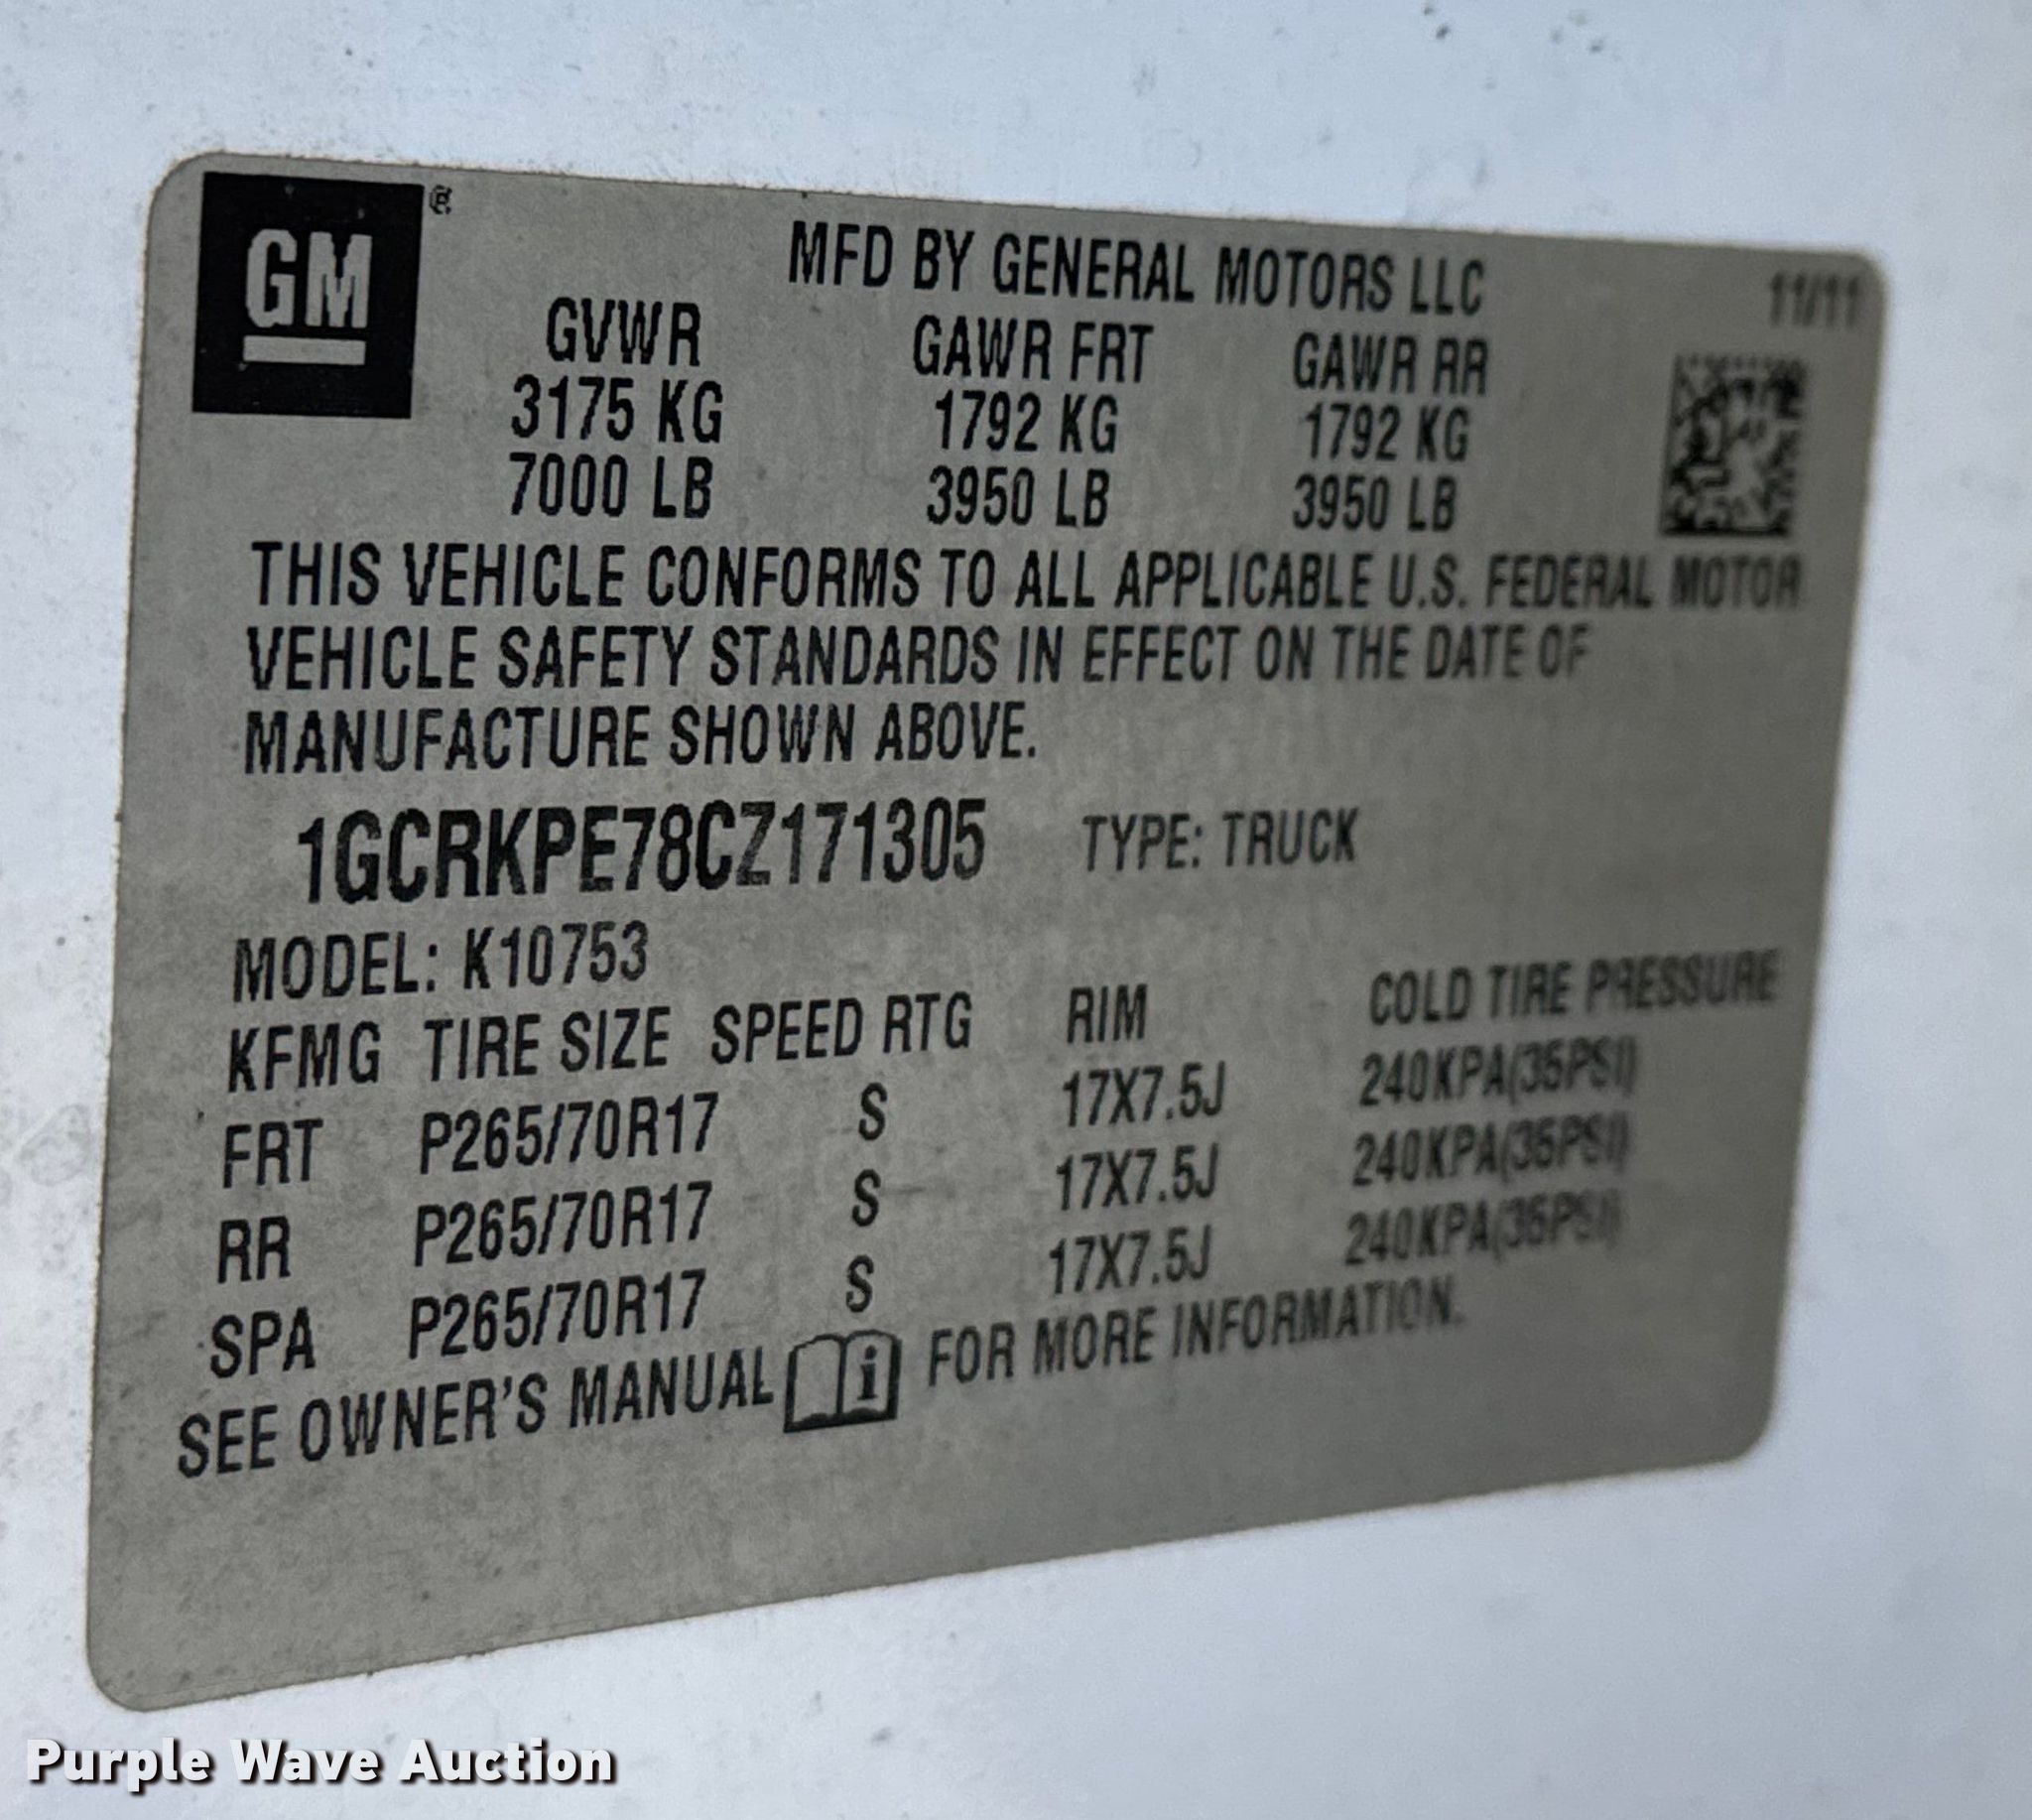 GM ®
MFD BY GENERAL MOTORS LLC 11/11
GVWR GAWR FRT GAWR RR
3175 KG 1792 KG 1792 KG
7000 LB 3950 LB 3950 LB
THIS VEHICLE CONFORMS TO ALL APPLICABLE U.S. FEDERAL MOTOR
VEHICLE SAFETY STANDARDS IN EFFECT ON THE DATE OF
MANUFACTURE SHOWN ABOVE.
1GCRKPE78CZ171305 TYPE: TRUCK
MODEL: K10753
KFMG TIRE SIZE SPEED RTG RIM COLD TIRE PRESSURE
FRT P265/70R17 S 17X7.5J 240KPA(35PSI)
RR P265/70R17 S 17X7.5J 240KPA(35PSI)
SPA P265/70R17 S 17X7.5J 240KPA(35PSI)
SEE OWNER'S MANUAL i FOR MORE INFORMATION.
Purple Wave Auction